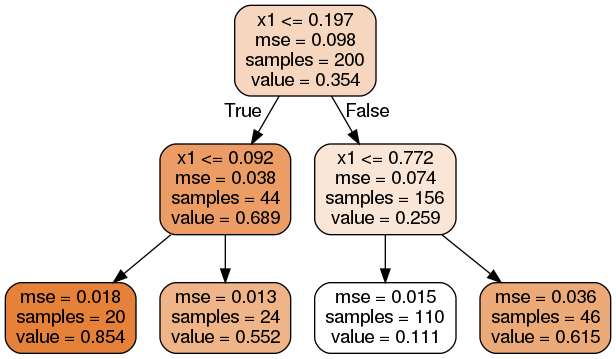 x1 <= 0.197
mse = 0.098
samples = 200
value = 0.354
True
False
x1 <= 0.092
mse = 0.038
samples = 44
value = 0.689
x1 <= 0.772
mse = 0.074
samples = 156
value = 0.259
mse = 0.018
samples = 20
value = 0.854
mse = 0.013
samples = 24
value = 0.552
mse = 0.015
samples = 110
value = 0.111
mse = 0.036
samples = 46
value = 0.615